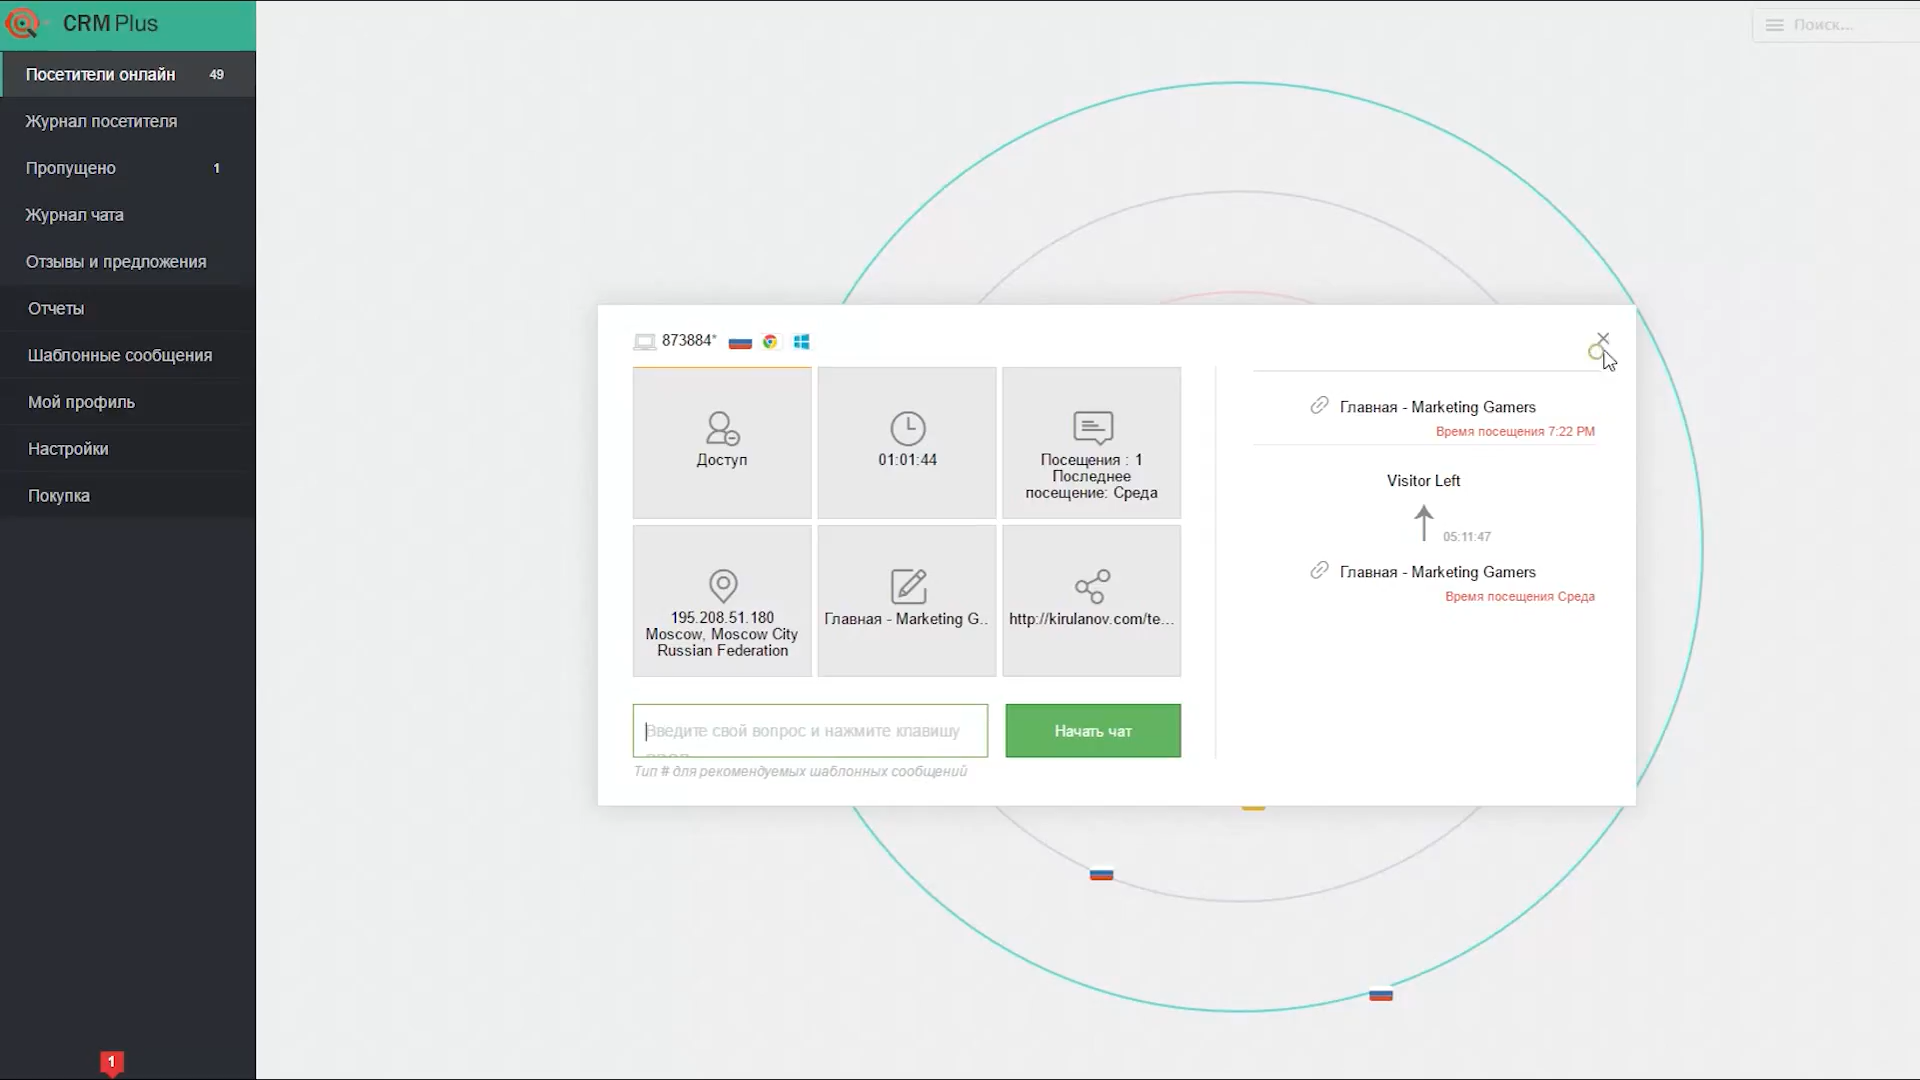 CRM Plus
Поиск...
Посетители онлайн 49
Журнал посетителя
Пропущено 1
Журнал чата
Отзывы и предложения
Отчеты
Шаблонные сообщения
Мой профиль
Настройки
Покупка
1
873884*
Доступ
01:01:44
Посещения : 1
Последнее
посещение: Среда
195.208.51.180
Moscow, Moscow City
Russian Federation
Главная - Marketing G..
http://kirulanov.com/te...
Введите свой вопрос и нажмите клавишу
Начать чат
Тип # для рекомендуемых шаблонных сообщений
Главная - Marketing Gamers
Время посещения 7:22 PM
Visitor Left
05:11:47
Главная - Marketing Gamers
Время посещения Среда